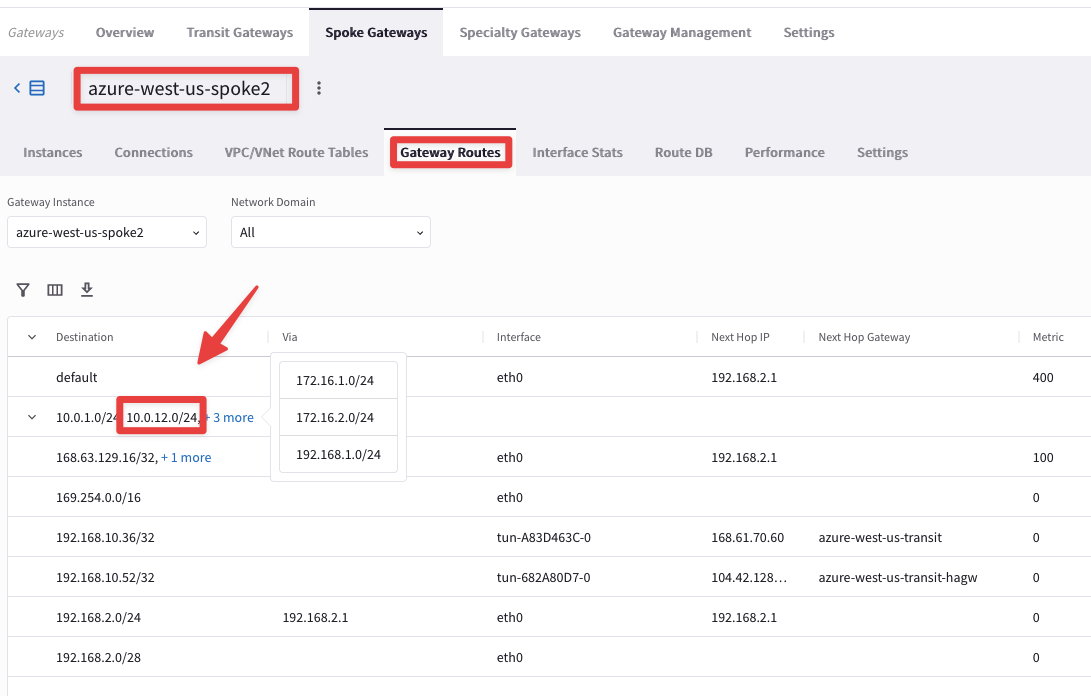 Gateways Overview Transit Gateways Spoke Gateways Specialty Gateways Gateway Management Settings
azure-west-us-spoke2
Instances Connections VPC/VNet Route Tables Gateway Routes Interface Stats Route DB Performance Settings
Gateway Instance Network Domain
azure-west-us-spoke2 All
Destination Via Interface Next Hop IP Next Hop Gateway Metric
default eth0 192.168.2.1 400
10.0.1.0/24 10.0.12.0/24, + 3 more
172.16.1.0/24
172.16.2.0/24
192.168.1.0/24
168.63.129.16/32, + 1 more eth0 192.168.2.1 100
169.254.0.0/16 eth0 0
192.168.10.36/32 tun-A83D463C-0 168.61.70.60 azure-west-us-transit 0
192.168.10.52/32 tun-682A80D7-0 104.42.128... azure-west-us-transit-hagw 0
192.168.2.0/24 192.168.2.1 eth0 192.168.2.1 0
192.168.2.0/28 eth0 0